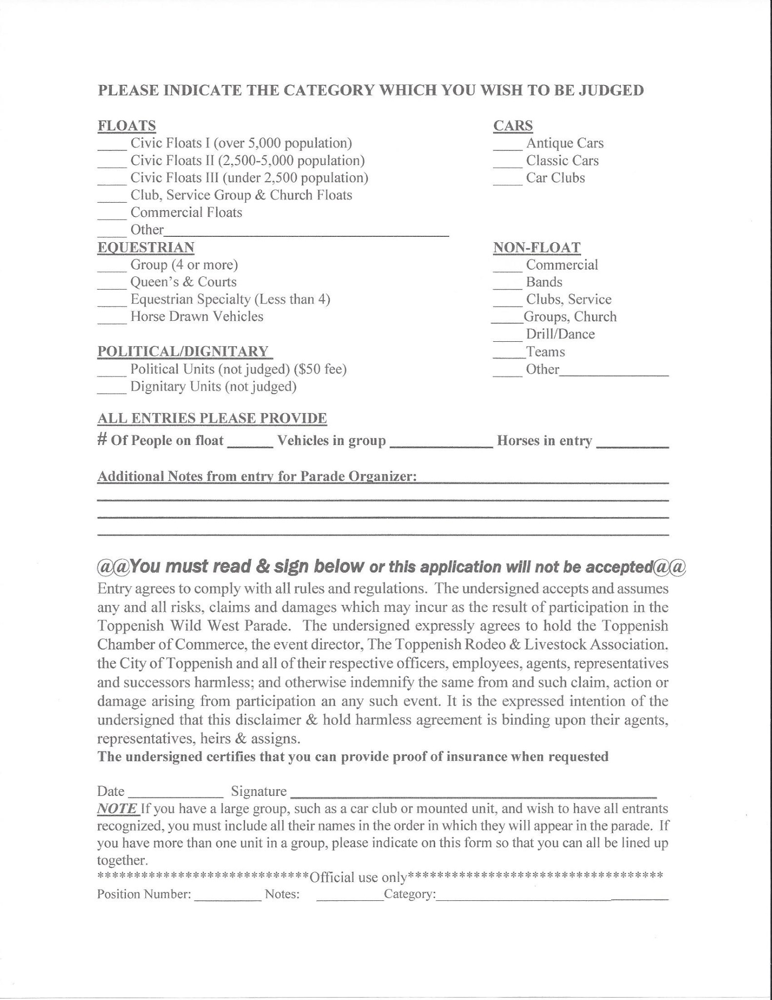 PLEASE INDICATE THE CATEGORY WHICH YOU WISH TO BE JUDGED
FLOATS
____ Civic Floats I (over 5,000 population)
____ Civic Floats II (2,500-5,000 population)
____ Civic Floats III (under 2,500 population)
____ Club, Service Group & Church Floats
____ Commercial Floats
____ Other____________________
CARS
____ Antique Cars
____ Classic Cars
____ Car Clubs
EQUESTRIAN
____ Group (4 or more)
____ Queen's & Courts
____ Equestrian Specialty (Less than 4)
____ Horse Drawn Vehicles
NON-FLOAT
____ Commercial
____ Bands
____ Clubs, Service
____Groups, Church
____ Drill/Dance
____Teams
____ Other____________
POLITICAL/DIGNITARY
____ Political Units (not judged) ($50 fee)
____ Dignitary Units (not judged)
ALL ENTRIES PLEASE PROVIDE
# Of People on float ______ Vehicles in group ____________ Horses in entry _________
Additional Notes from entry for Parade Organizer:
@@You must read & sign below or this application will not be accepted@@
Entry agrees to comply with all rules and regulations. The undersigned accepts and assumes
any and all risks, claims and damages which may incur as the result of participation in the
Toppenish Wild West Parade. The undersigned expressly agrees to hold the Toppenish
Chamber of Commerce, the event director, The Toppenish Rodeo & Livestock Association.
the City of Toppenish and all of their respective officers, employees, agents, representatives
and successors harmless; and otherwise indemnify the same from and such claim, action or
damage arising from participation an any such event. It is the expressed intention of the
undersigned that this disclaimer & hold harmless agreement is binding upon their agents,
representatives, heirs & assigns.
The undersigned certifies that you can provide proof of insurance when requested
Date ____________ Signature ____________________
NOTE If you have a large group, such as a car club or mounted unit, and wish to have all entrants
recognized, you must include all their names in the order in which they will appear in the parade. If
you have more than one unit in a group, please indicate on this form so that you can all be lined up
together.
*****************************Official use only***********************************
Position Number: _________ Notes: _________Category:____________________